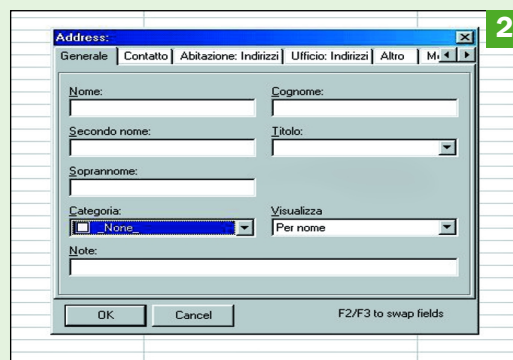 2
Address:
Generale Contatto Abitazione: Indirizzi Ufficio: Indirizzi Altro
Nome: Cognome:
Secondo nome: Titolo:
Soprannome:
Categoria: Visualizza
_None_ Per nome
Note:
OK Cancel F2/F3 to swap fields